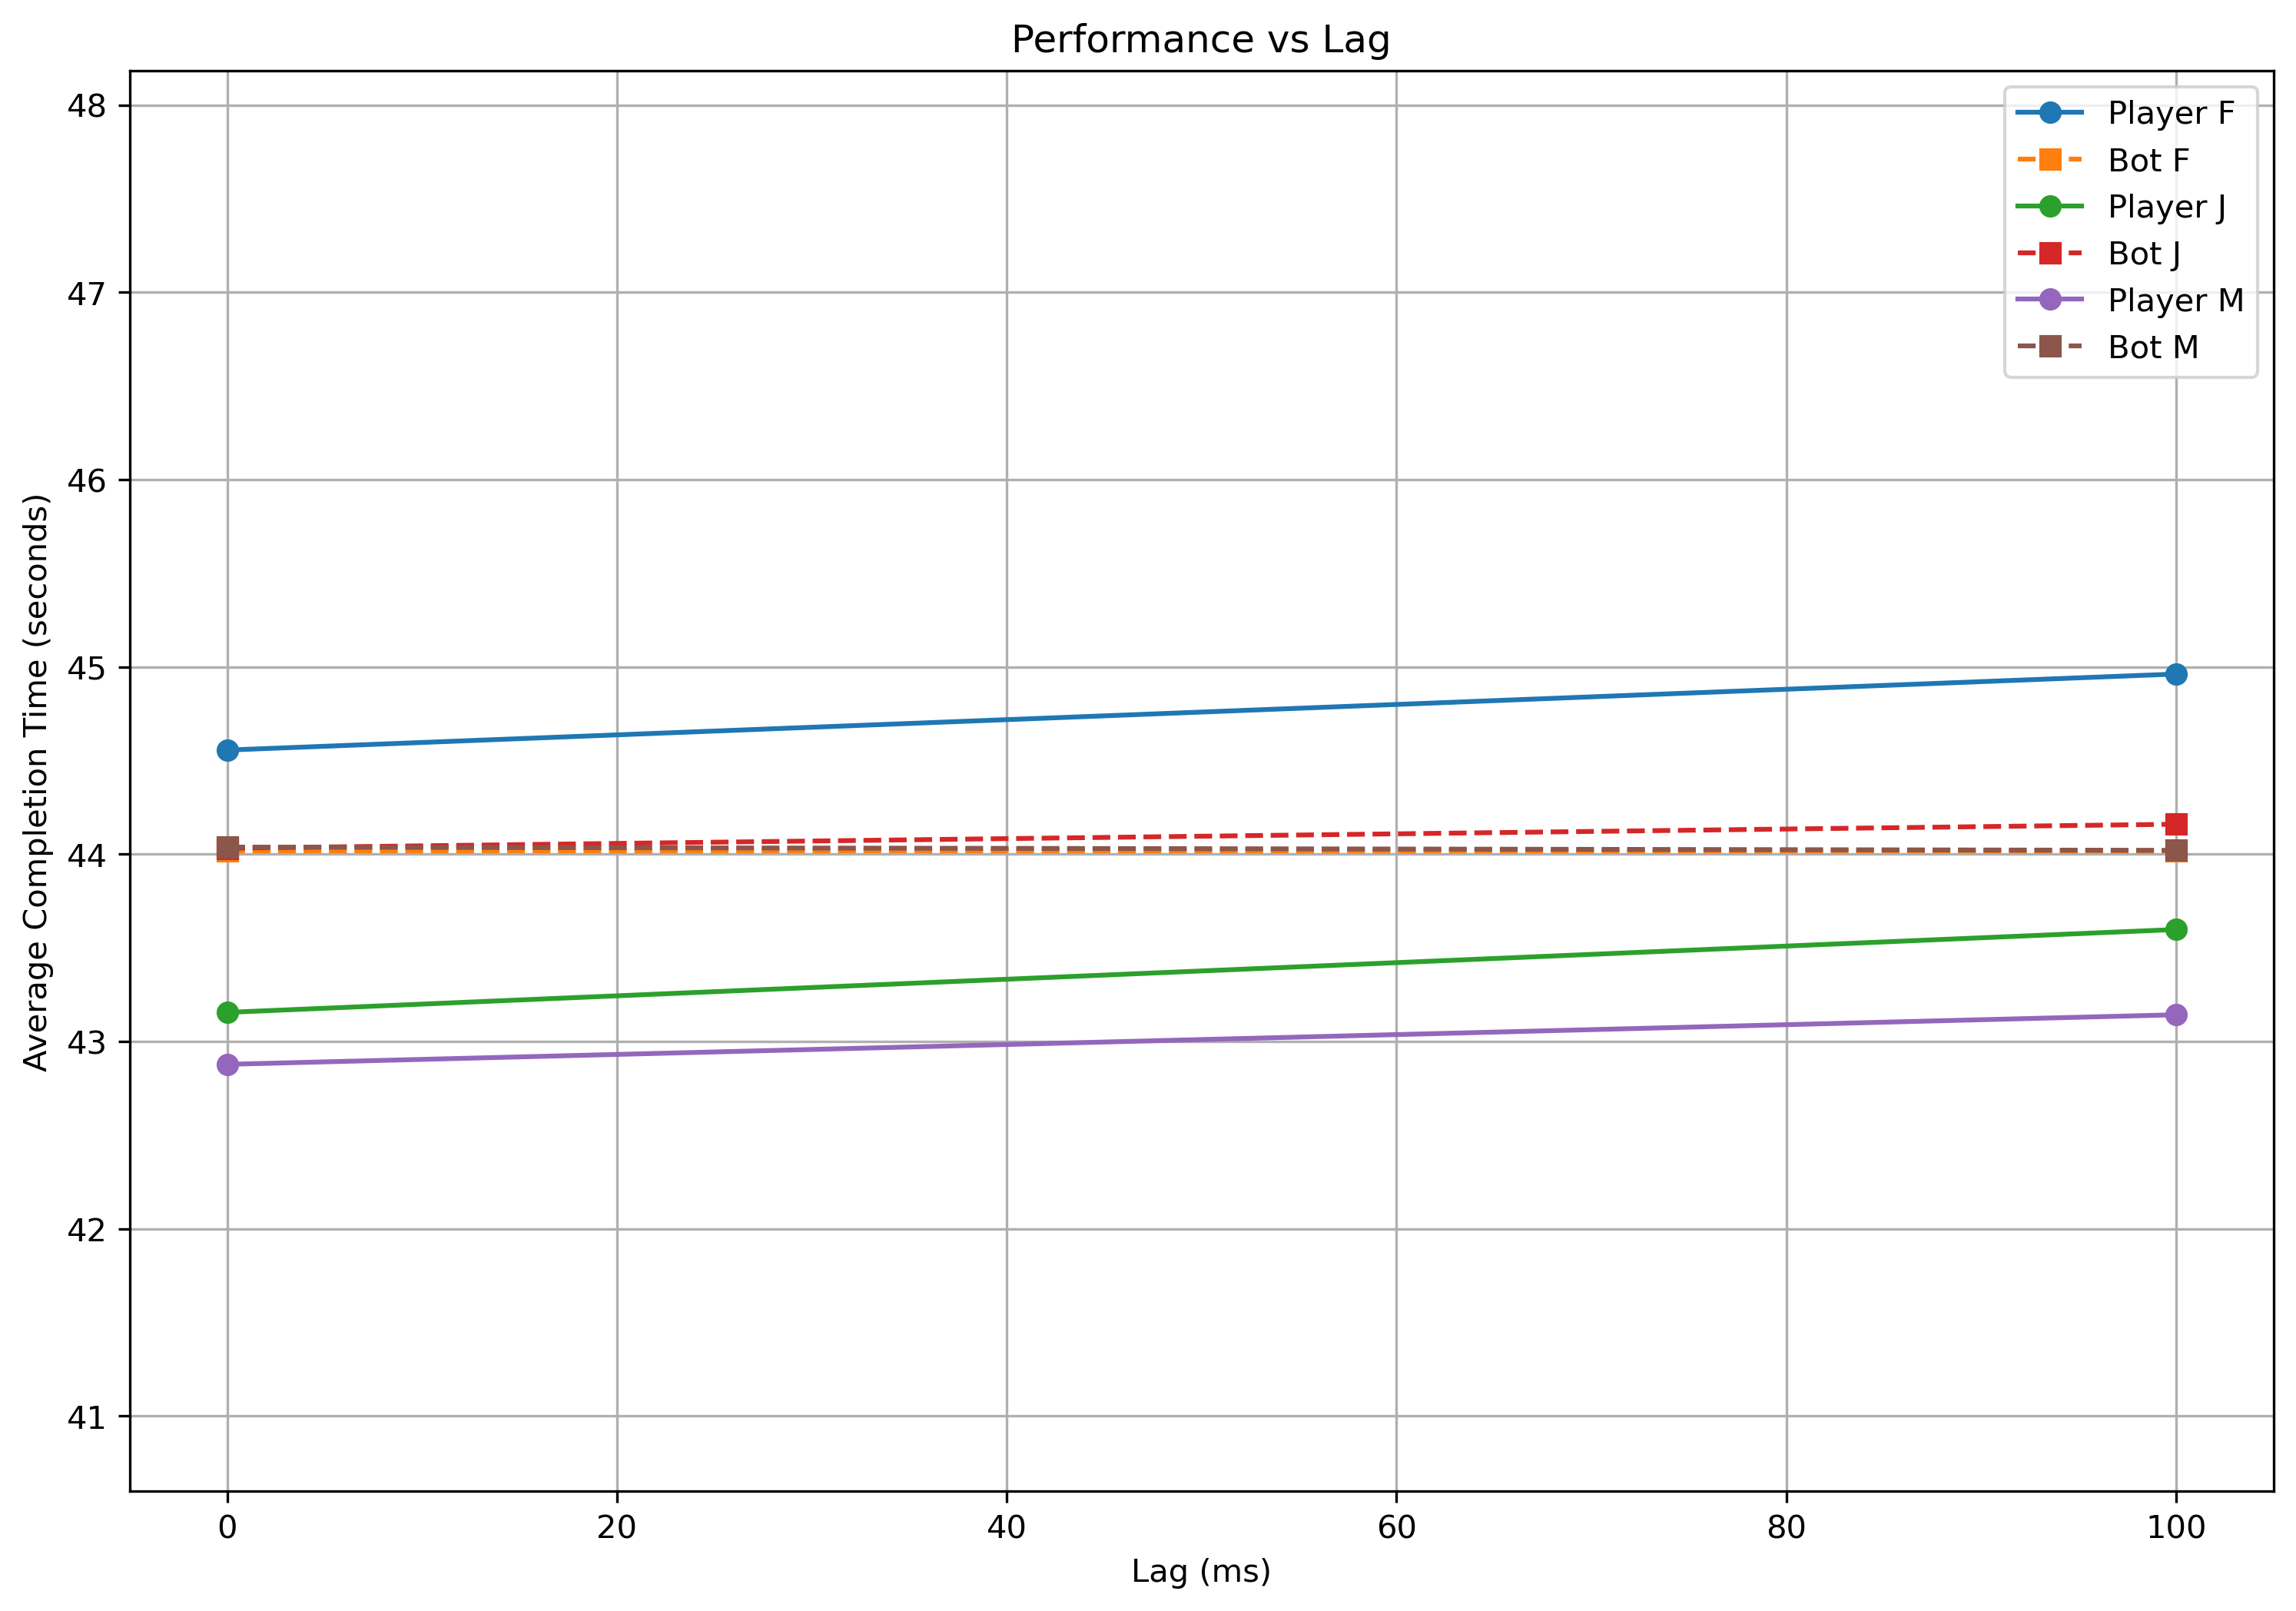 Performance vs Lag
48
47
46
45
44
43
42
41
Average Completion Time (seconds)
Player F
Bot F
Player J
Bot J
Player M
Bot M
0 20 40 60 80 100
Lag (ms)